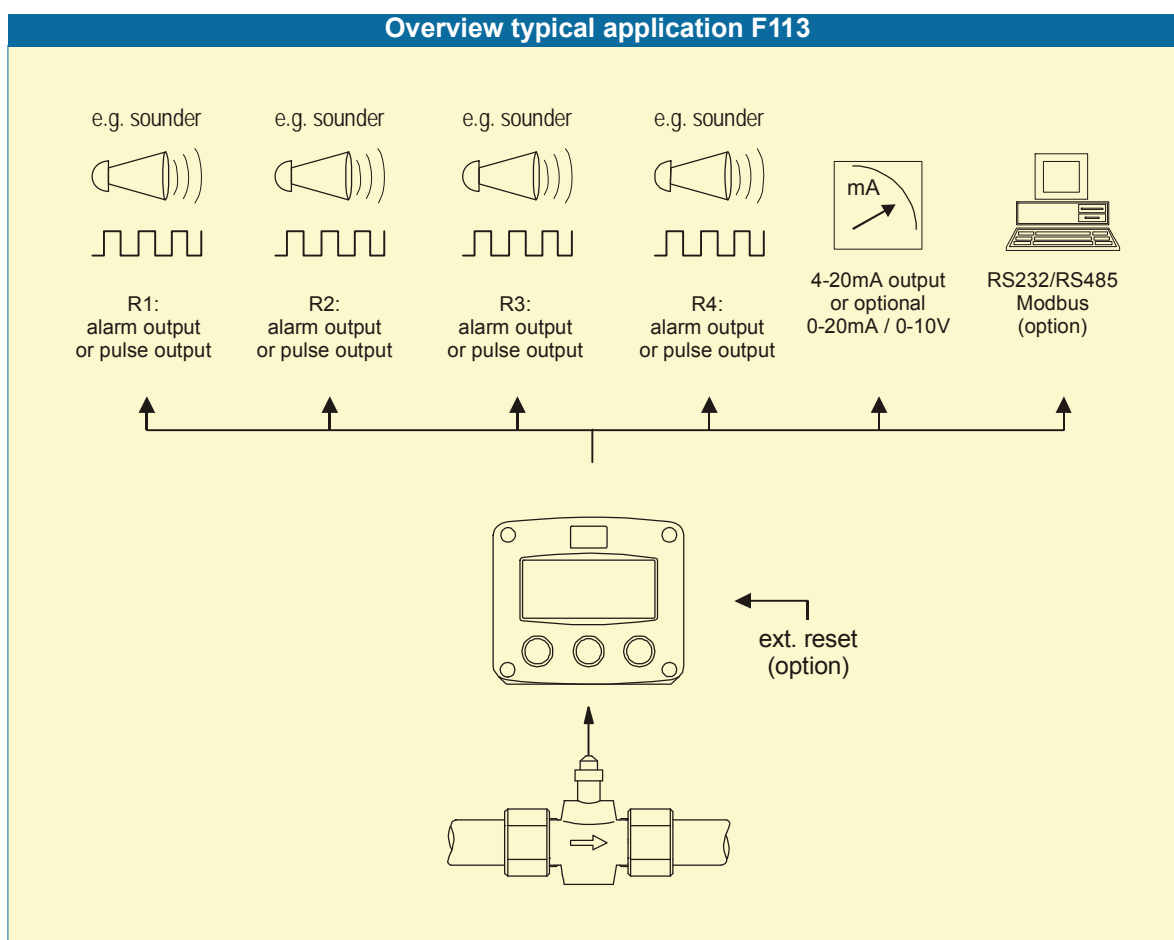 Overview typical application F113
e.g. sounder
e.g. sounder
e.g. sounder
e.g. sounder
mA
R1:
alarm output
or pulse output
R2:
alarm output
or pulse output
R3:
alarm output
or pulse output
R4:
alarm output
or pulse output
4-20mA output
or optional
0-20mA / 0-10V
RS232/RS485
Modbus
(option)
ext. reset
(option)